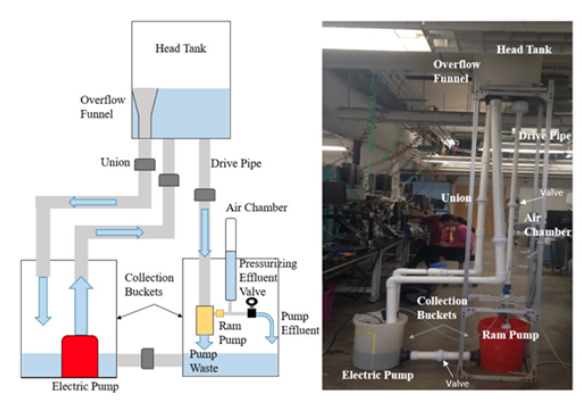 Head Tank
Overflow
Funnel
Union
Drive Pipe
Air Chamber
Pressurizing
Effluent
Valve
Collection
Buckets
Ram
Pump
Pump
Effluent
Pump
Waste
Electric Pump
Head Tank
Overflow
Funnel
Drive Pipe
Union
Valve
Air
Chamber
Collection
Buckets
Ram Pump
Electric Pump
Valve